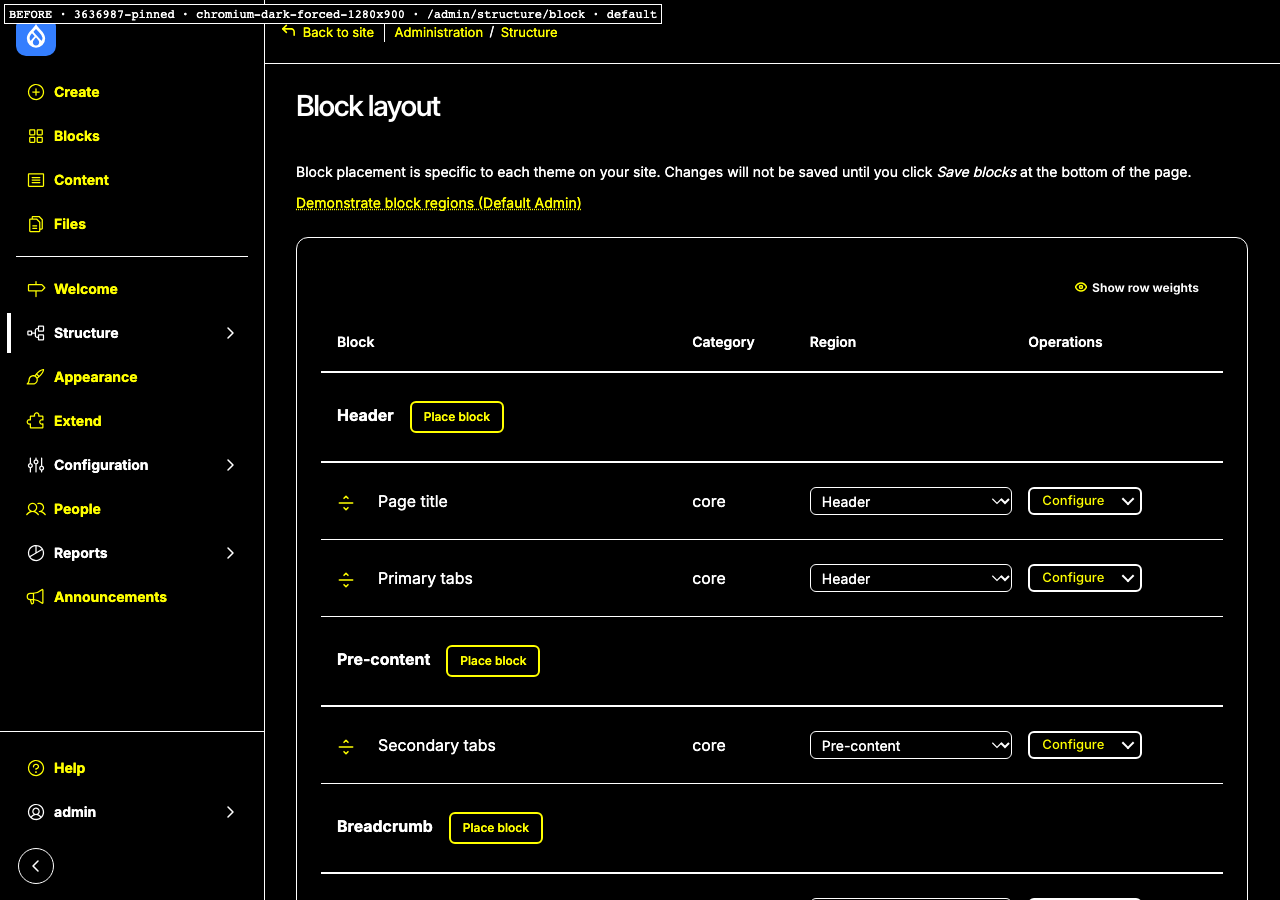 BEFORE · 3636987-pinned · chromium-dark-forced-1280x900 · /admin/structure/block · default
Back to site Administration / Structure
Create
Blocks
Content
Files
Welcome
Structure
Appearance
Extend
Configuration
People
Reports
Announcements
Help
admin
Block layout
Block placement is specific to each theme on your site. Changes will not be saved until you click Save blocks at the bottom of the page.
Demonstrate block regions (Default Admin)
Show row weights
Block Category Region Operations
Header Place block
Page title core Header Configure
Primary tabs core Header Configure
Pre-content Place block
Secondary tabs core Pre-content Configure
Breadcrumb Place block